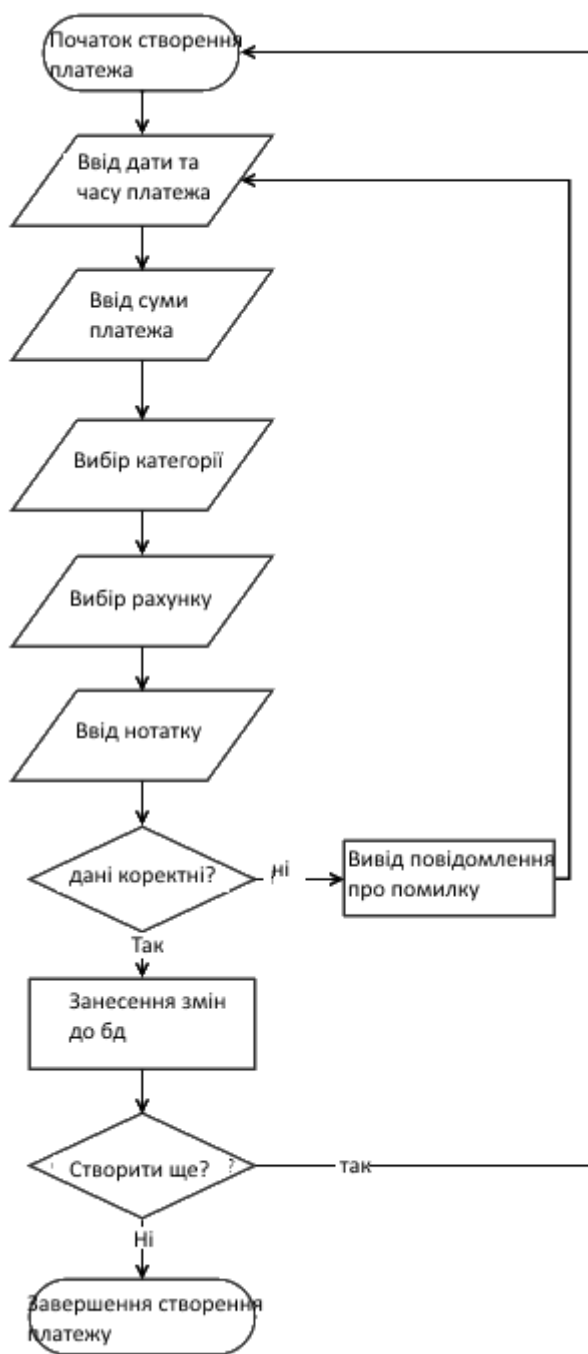 Початок створення
платежа
Ввід дати та
часу платежа
Ввід суми
платежа
Вибір категорії
Вибір рахунку
Ввід нотатку
дані коректні?
ні
Вивід повідомлення
про помилку
Так
Занесення змін
до бд
Створити ще? ?
так
Ні
Завершення створення
платежу